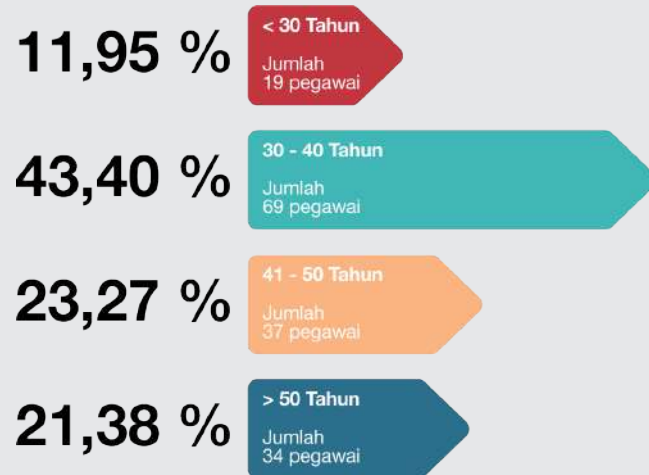 11,95 %
< 30 Tahun
Jumlah
19 pegawai
43,40 %
30 - 40 Tahun
Jumlah
69 pegawai
23,27 %
41 - 50 Tahun
Jumlah
37 pegawai
21,38 %
> 50 Tahun
Jumlah
34 pegawai